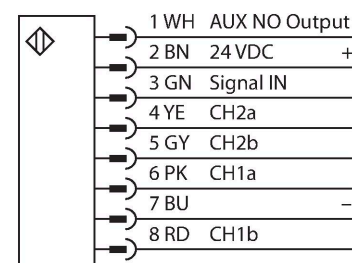 1 WH AUX NO Output
2 BN 24 VDC +
3 GN Signal IN
4 YE CH2a
5 GY CH2b
6 PK CH1a
7 BU –
8 RD CH1b